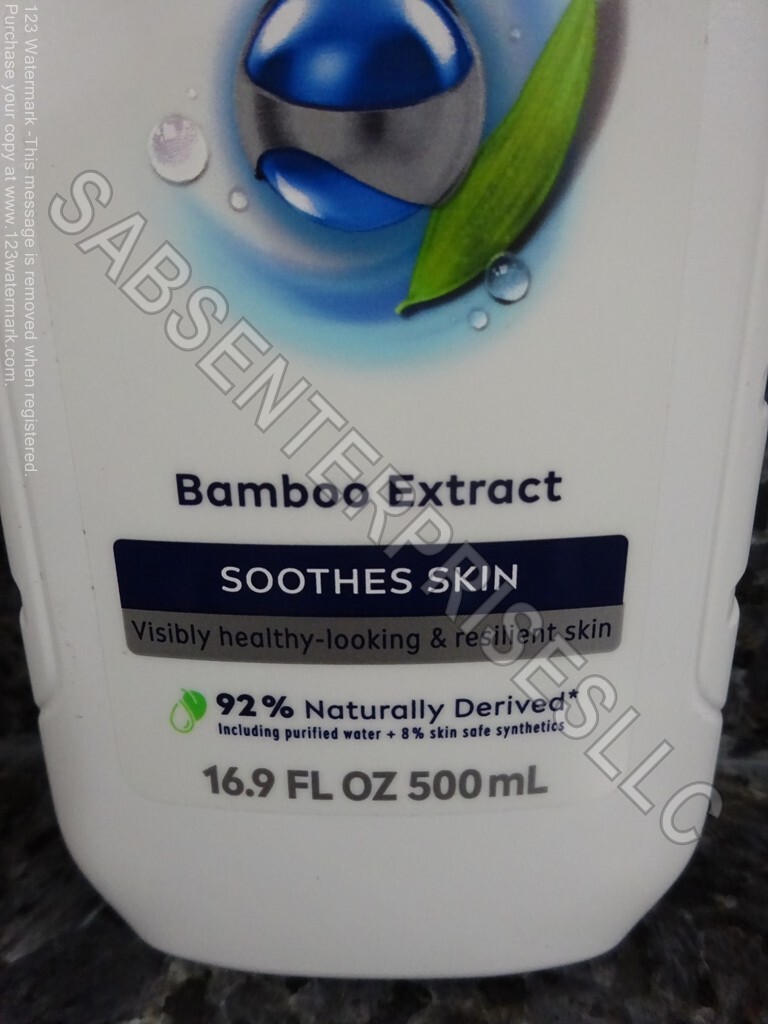 123 Watermark -This message is removed when registered.
Purchase your copy at www.123watermark.com.
SABSENTERPRISESLLC
Bamboo Extract
SOOTHES SKIN
Visibly healthy-looking & resilient skin
92% Naturally Derived*
Including purified water + 8% skin safe synthetics
16.9 FL OZ 500 mL